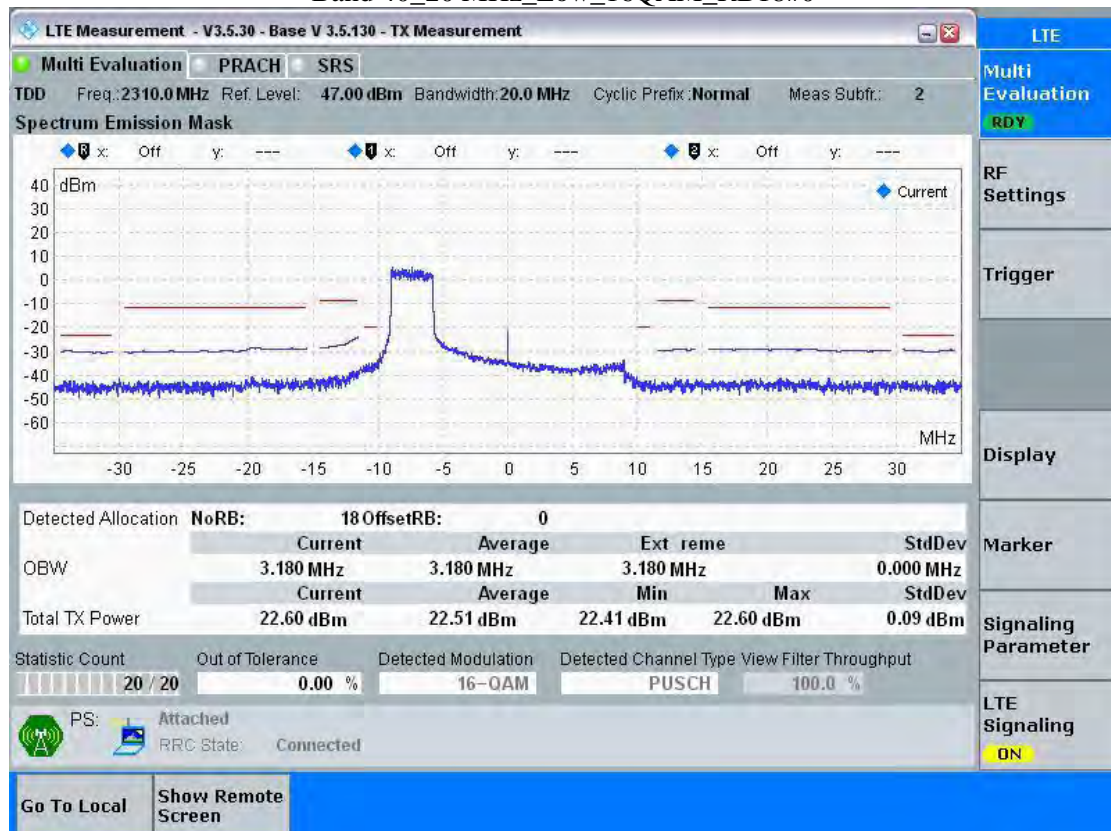 LTE Measurement - V3.5.30 - Base V 3.5.130 - TX Measurement
LTE
Multi Evaluation PRACH SRS
Multi Evaluation
RDY
TDD Freq.:2310.0 MHz Ref. Level: 47.00 dBm Bandwidth:20.0 MHz Cyclic Prefix :Normal Meas Subfr.: 2
Spectrum Emission Mask
R x: Off y: --- 1 x: Off y: --- 2 x: Off y: ---
40 dBm
Current
30
20
10
0
-10
-20
-30
-40
-50
-60
MHz
-30 -25 -20 -15 -10 -5 0 5 10 15 20 25 30
RF Settings
Trigger
Display
Marker
Signaling Parameter
LTE Signaling
ON
Detected Allocation NoRB: 18 OffsetRB: 0
Current Average Ext reme StdDev
OBW 3.180 MHz 3.180 MHz 3.180 MHz 0.000 MHz
Current Average Min Max StdDev
Total TX Power 22.60 dBm 22.51 dBm 22.41 dBm 22.60 dBm 0.09 dBm
Statistic Count Out of Tolerance Detected Modulation Detected Channel Type View Filter Throughput
20 / 20 0.00 % 16-QAM PUSCH 100.0 %
PS: Attached
RRC State: Connected
Go To Local Show Remote Screen